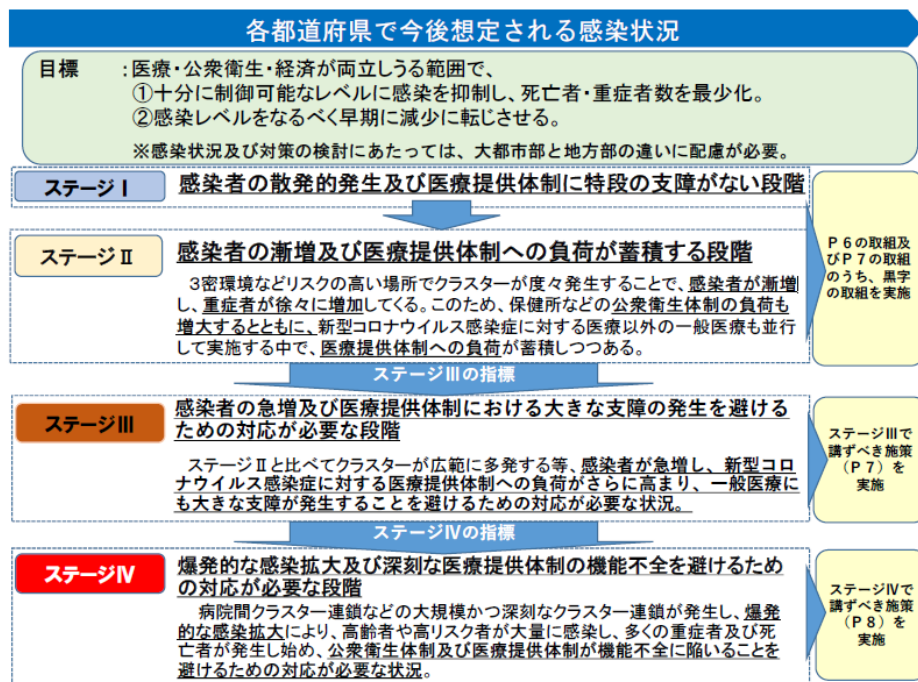 各都道府県で今後想定される感染状況
目標 :医療・公衆衛生・経済が両立しうる範囲で、
①十分に制御可能なレベルに感染を抑制し、死亡者・重症者数を最少化。
②感染レベルをなるべく早期に減少に転じさせる。
※感染状況及び対策の検討にあたっては、大都市部と地方部の違いに配慮が必要。
ステージⅠ
感染者の散発的発生及び医療提供体制に特段の支障がない段階
ステージⅡ
感染者の漸増及び医療提供体制への負荷が蓄積する段階
3密環境などリスクの高い場所でクラスターが度々発生することで、感染者が漸増
し、重症者が徐々に増加してくる。このため、保健所などの公衆衛生体制の負荷も
増大するとともに、新型コロナウイルス感染症に対する医療以外の一般医療も並行
して実施する中で、医療提供体制への負荷が蓄積しつつある。
P6の取組及
びP7の取組
のうち、黒字
の取組を実施
ステージⅢの指標
ステージⅢ
感染者の急増及び医療提供体制における大きな支障の発生を避ける
ための対応が必要な段階
ステージⅡと比べてクラスターが広範に多発する等、感染者が急増し、新型コロ
ナウイルス感染症に対する医療提供体制への負荷がさらに高まり、一般医療に
も大きな支障が発生することを避けるための対応が必要な状況。
ステージⅢで
講ずべき施策
(P7)を
実施
ステージⅣの指標
ステージⅣ
爆発的な感染拡大及び深刻な医療提供体制の機能不全を避けるため
の対応が必要な段階
病院間クラスター連鎖などの大規模かつ深刻なクラスター連鎖が発生し、爆発
的な感染拡大により、高齢者や高リスク者が大量に感染し、多くの重症者及び死
亡者が発生し始め、公衆衛生体制及び医療提供体制が機能不全に陥いることを
避けるための対応が必要な状況。
ステージⅣで
講ずべき施策
(P8)を
実施